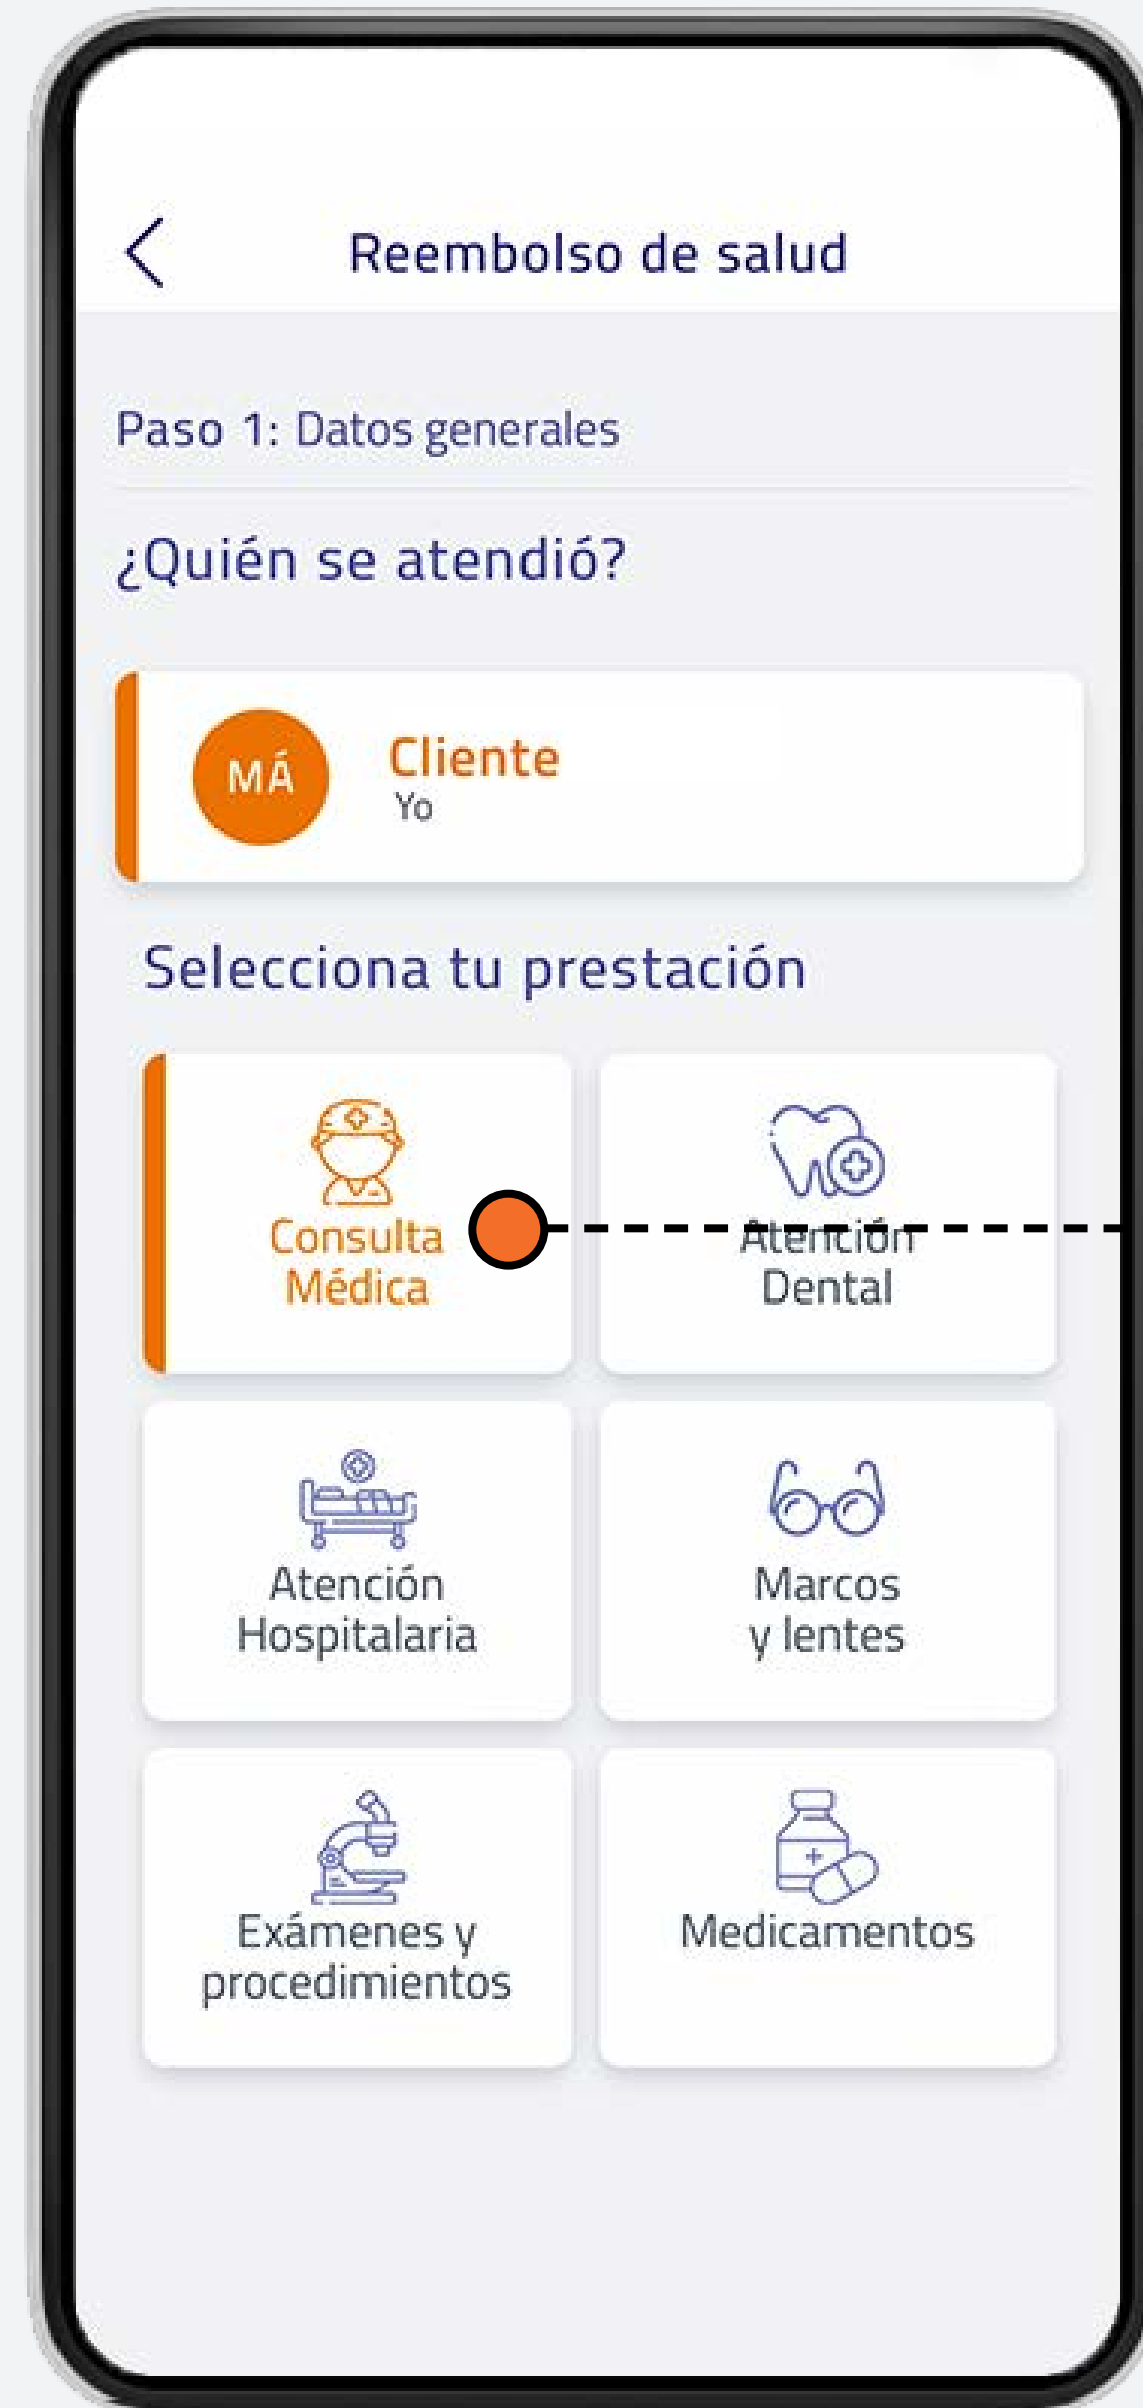 Reembolso de salud
Paso 1: Datos generales
¿Quién se atendió?
MÁ
Cliente
Yo
Selecciona tu prestación
Consulta
Médica
Atención
Dental
Atención
Hospitalaria
Marcos
y lentes
Exámenes y
procedimientos
Medicamentos